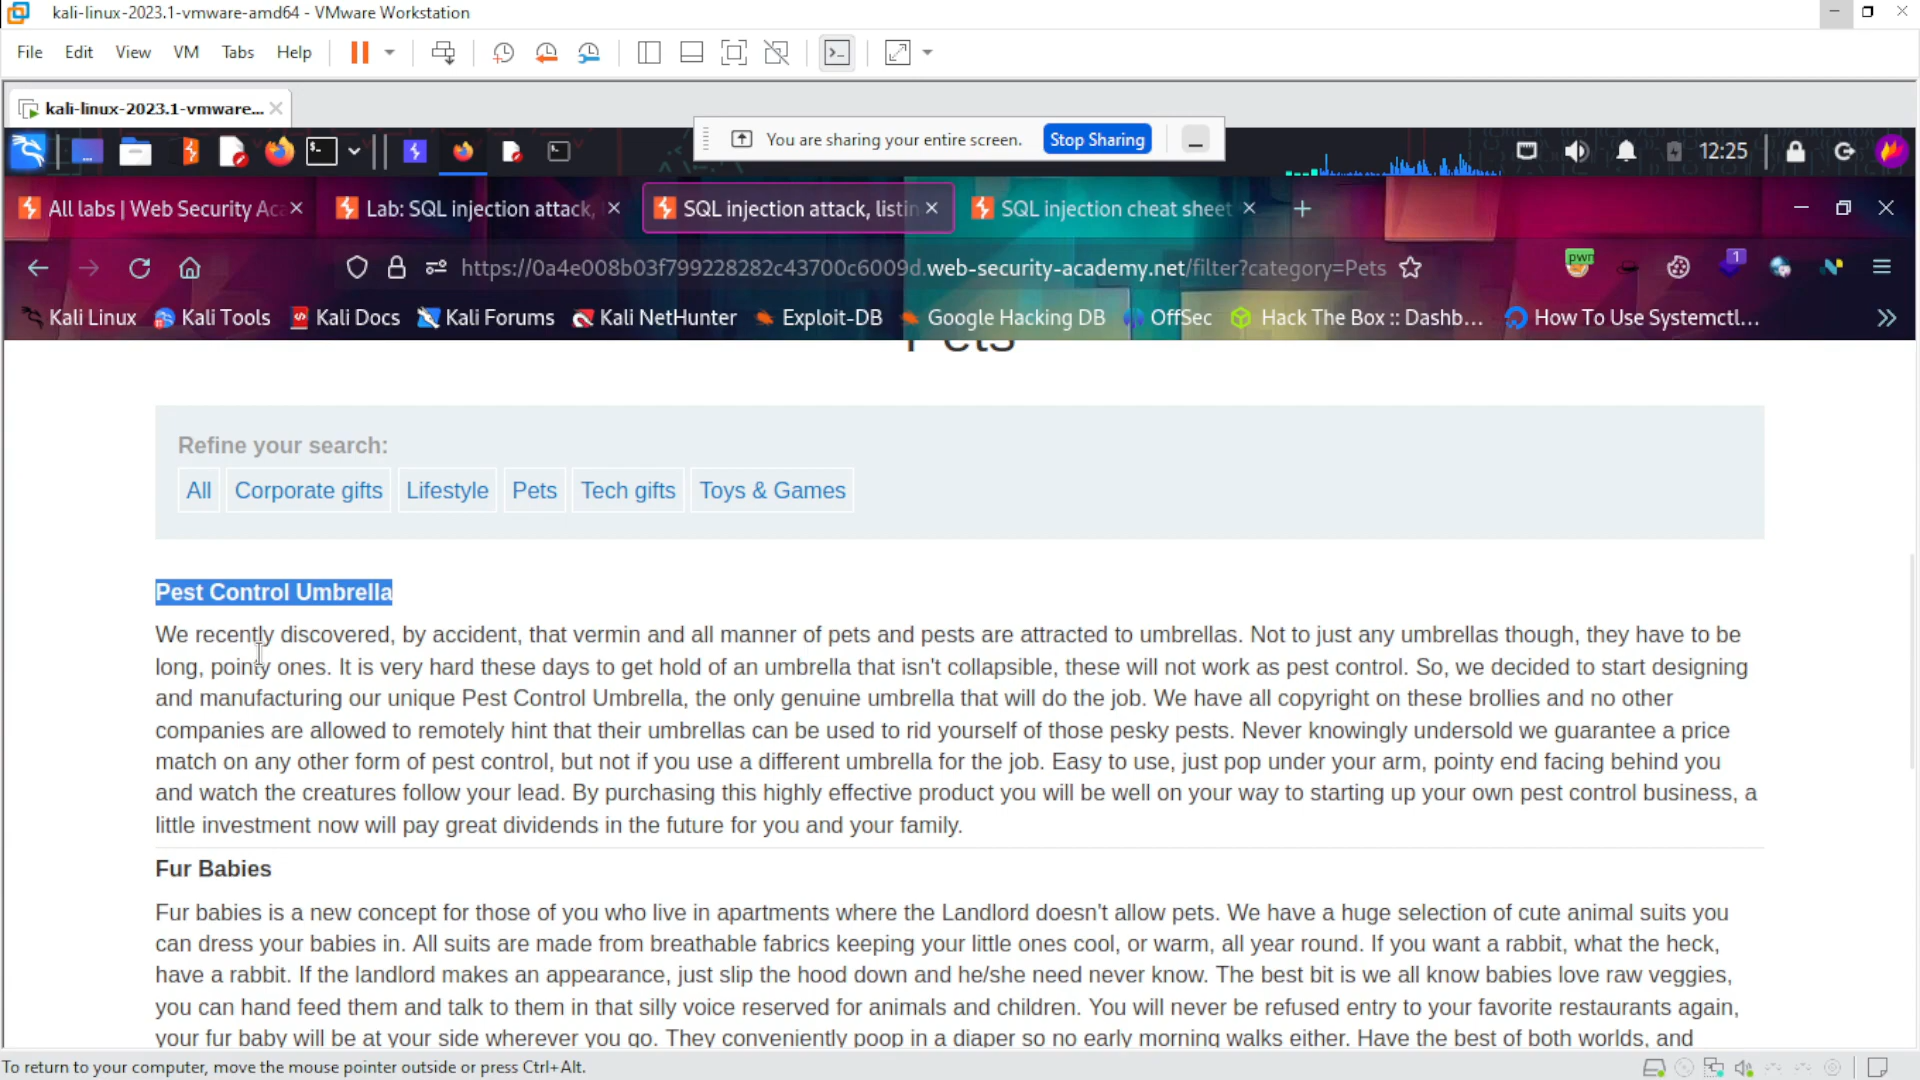 kali-linux-2023.1-vmware-amd64 - VMware Workstation
File Edit View VM Tabs Help
kali-linux-2023.1-vmware...
You are sharing your entire screen. Stop Sharing
12:25
All labs | Web Security Aca
Lab: SQL injection attack,
SQL injection attack, listin
SQL injection cheat sheet
https://0a4e008b03f799228282c43700c6009d.web-security-academy.net/filter?category=Pets
pwn
1
Kali Linux Kali Tools Kali Docs Kali Forums Kali NetHunter Exploit-DB Google Hacking DB OffSec Hack The Box :: Dashb... How To Use Systemctl...
Pets
Refine your search:
All Corporate gifts Lifestyle Pets Tech gifts Toys & Games
Pest Control Umbrella
We recently discovered, by accident, that vermin and all manner of pets and pests are attracted to umbrellas. Not to just any umbrellas though, they have to be
long, pointy ones. It is very hard these days to get hold of an umbrella that isn't collapsible, these will not work as pest control. So, we decided to start designing
and manufacturing our unique Pest Control Umbrella, the only genuine umbrella that will do the job. We have all copyright on these brollies and no other
companies are allowed to remotely hint that their umbrellas can be used to rid yourself of those pesky pests. Never knowingly undersold we guarantee a price
match on any other form of pest control, but not if you use a different umbrella for the job. Easy to use, just pop under your arm, pointy end facing behind you
and watch the creatures follow your lead. By purchasing this highly effective product you will be well on your way to starting up your own pest control business, a
little investment now will pay great dividends in the future for you and your family.
Fur Babies
Fur babies is a new concept for those of you who live in apartments where the Landlord doesn't allow pets. We have a huge selection of cute animal suits you
can dress your babies in. All suits are made from breathable fabrics keeping your little ones cool, or warm, all year round. If you want a rabbit, what the heck,
have a rabbit. If the landlord makes an appearance, just slip the hood down and he/she need never know. The best bit is we all know babies love raw veggies,
you can hand feed them and talk to them in that silly voice reserved for animals and children. You will never be refused entry to your favorite restaurants again,
your fur baby will be at your side wherever you go. They conveniently poop in a diaper so no early morning walks either. Have the best of both worlds, and
To return to your computer, move the mouse pointer outside or press Ctrl+Alt.